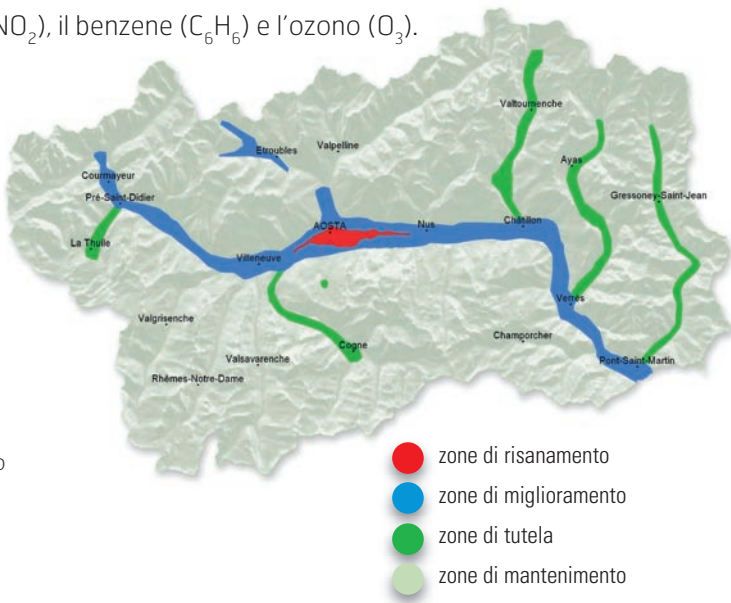 NO₂), il benzene (C₆H₆) e l'ozono (O₃).
Valtournenche
Etroubles
Valpelline
Ayas
Courmayeur
Pré-Saint-Didier
Gressoney-Saint-Jean
AOSTA
Nus
Châtillon
La Thuile
Villeneuve
Verrès
Valgrisenche
Champorcher
Cogne
Valsavarenche
Pont-Saint-Martin
Rhêmes-Notre-Dame
zone di risanamento
zone di miglioramento
zone di tutela
zone di mantenimento